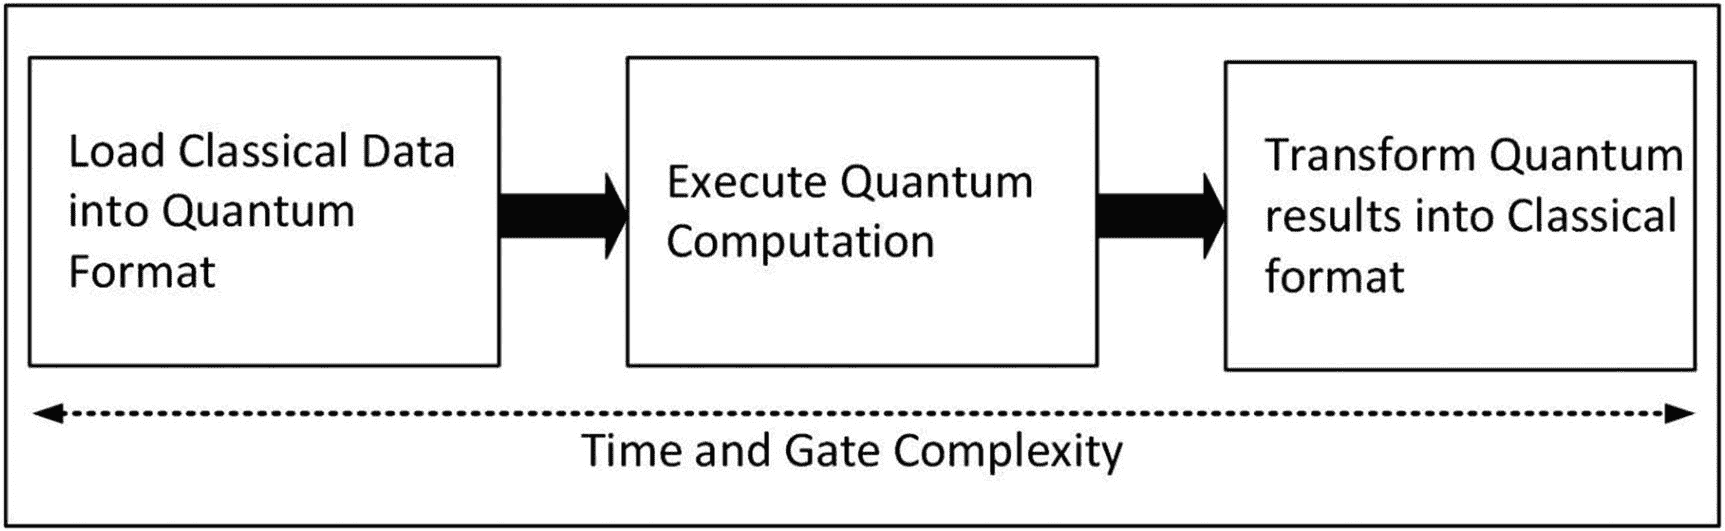 Load Classical Data
into Quantum
Format
Execute Quantum
Computation
Transform Quantum
results into Classical
format
Time and Gate Complexity